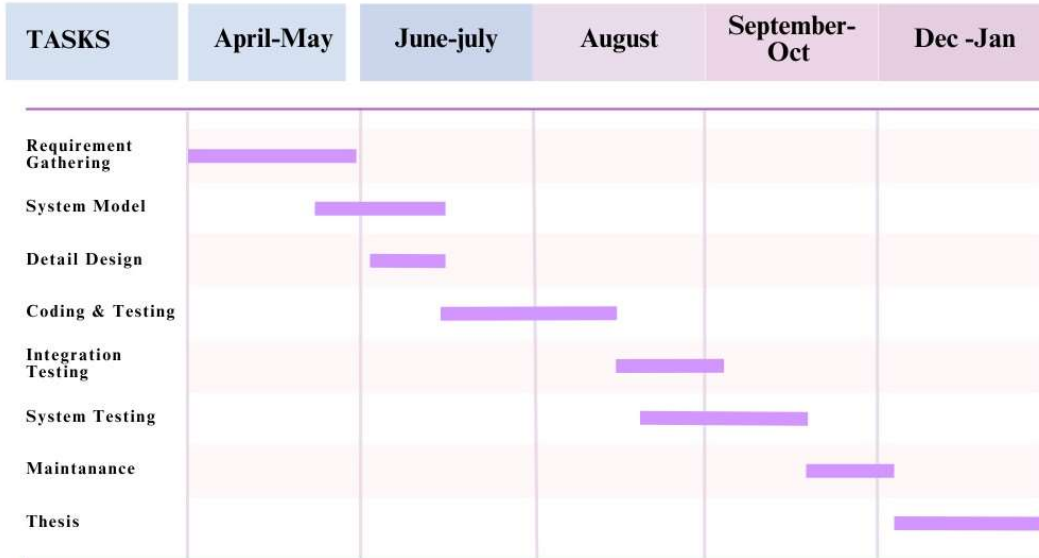 TASKS
April-May
June-july
August
September-
Oct
Dec -Jan
Requirement
Gathering
System Model
Detail Design
Coding & Testing
Integration
Testing
System Testing
Maintanance
Thesis